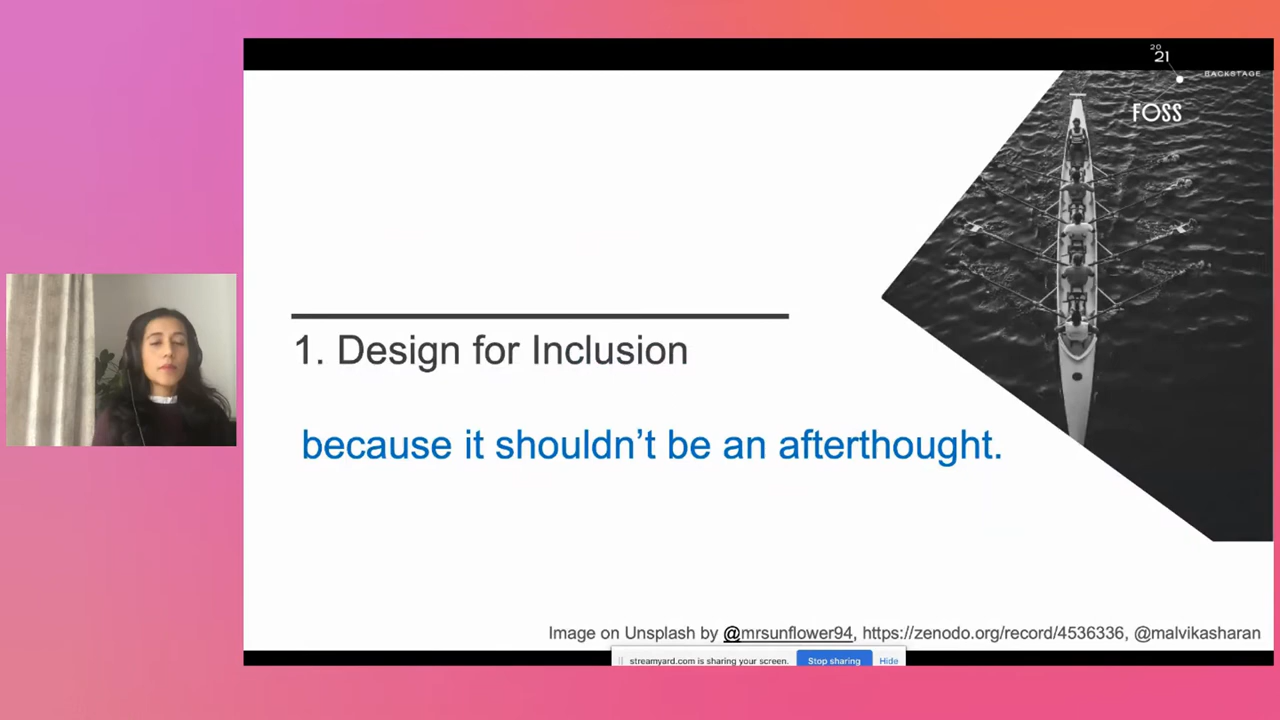 20
21
BACKSTAGE
FOSS
1. Design for Inclusion
because it shouldn’t be an afterthought.
Image on Unsplash by @mrsunflower94, https://zenodo.org/record/4536336, @malvikasharan
streamyard.com is sharing your screen. Stop sharing Hide